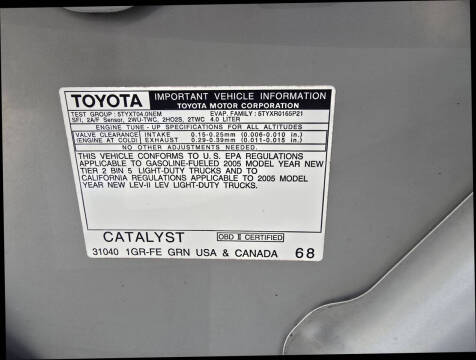 TOYOTA IMPORTANT VEHICLE INFORMATION
TOYOTA MOTOR CORPORATION
TEST GROUP : 5TYXT04.0NEM EVAP. FAMILY : 5TYXR0165P21
SFI, 2A/F Sensor, 2WU-TWC, 2HO2S, 2TWC 4.0 LITER
ENGINE TUNE - UP SPECIFICATIONS FOR ALL ALTITUDES
VALVE CLEARANCE INTAKE 0.15-0.25mm (0.006-0.010 in)
(ENGINE AT COLD) EXHAUST 0.29-0.39mm (0.011-0.015 in)
NO OTHER ADJUSTMENTS NEEDED.
THIS VEHICLE CONFORMS TO U.S. EPA REGULATIONS
APPLICABLE TO GASOLINE-FUELED 2005 MODEL YEAR NEW
TIER 2 BIN 5 LIGHT-DUTY TRUCKS AND TO
CALIFORNIA REGULATIONS APPLICABLE TO 2005 MODEL
YEAR NEW LEV-II LEV LIGHT-DUTY TRUCKS.
CATALYST OBD II CERTIFIED
31040 1GR-FE GRN USA & CANADA 68